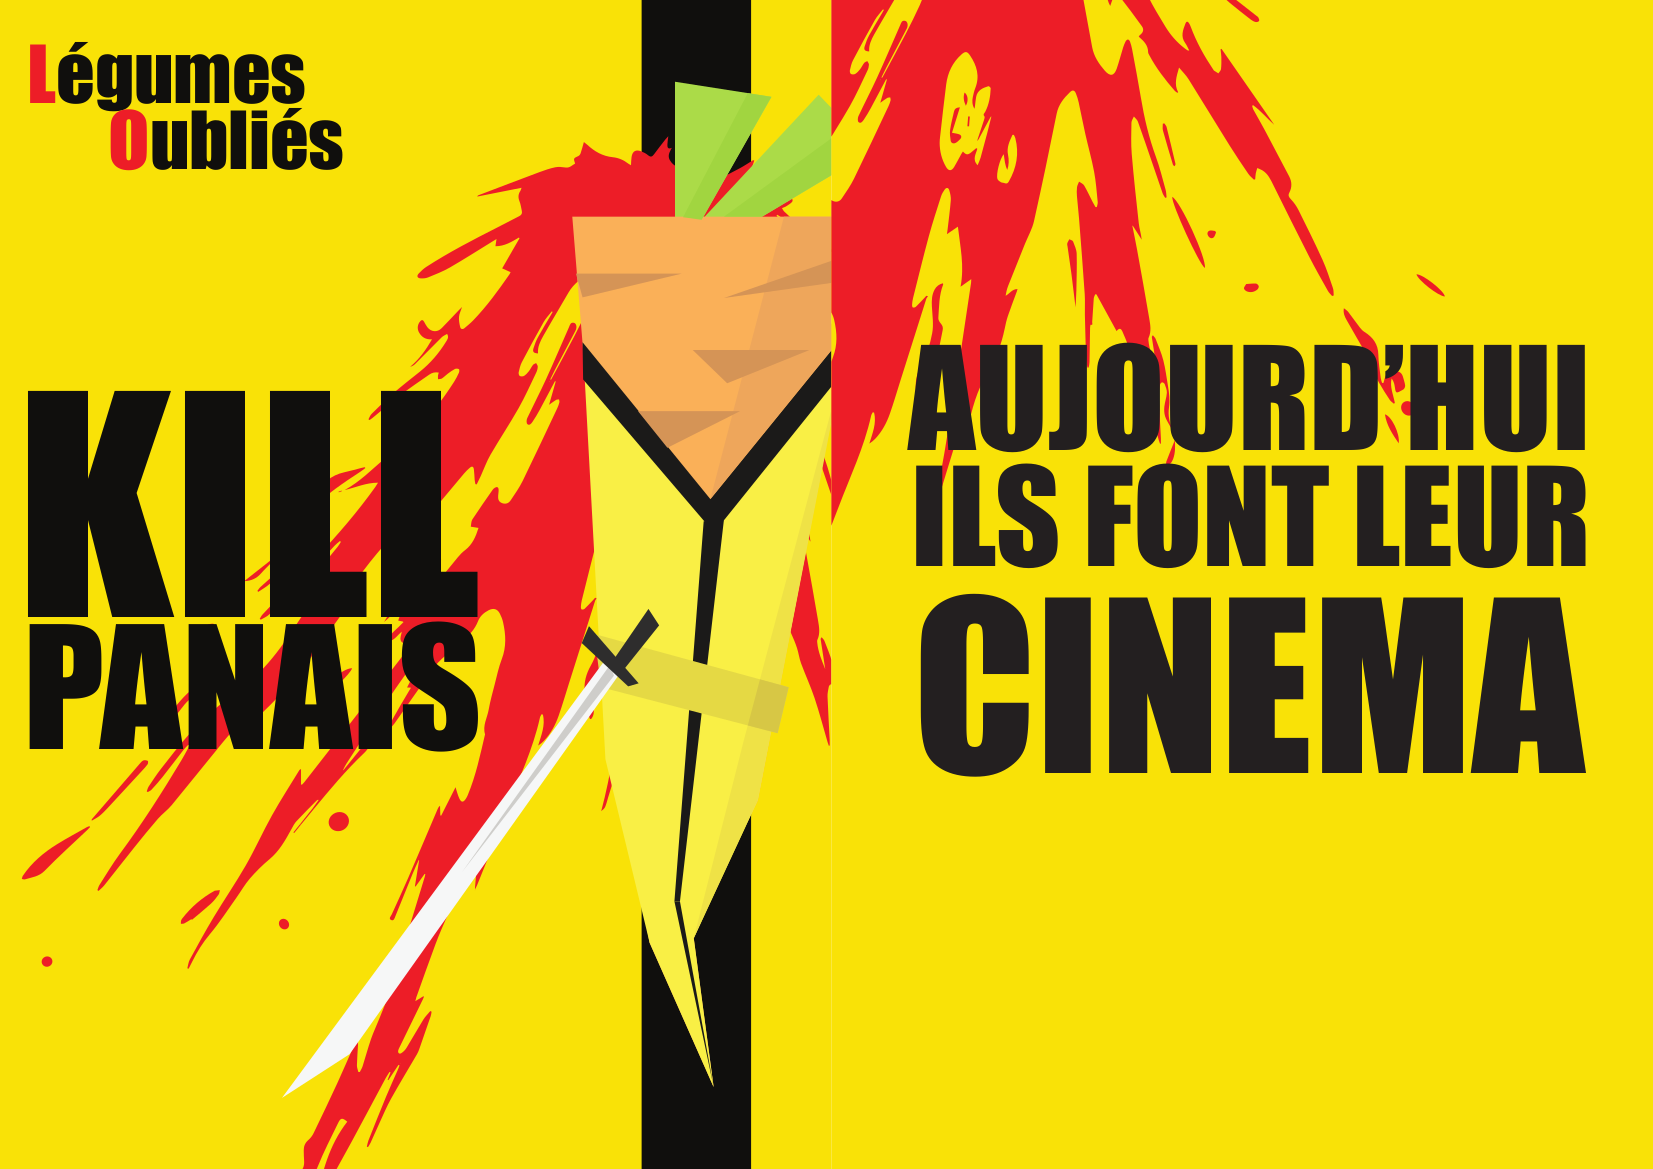 Légumes
Oubliés
KILL
PANAIS
AUJOURD'HUI
ILS FONT LEUR
CINEMA